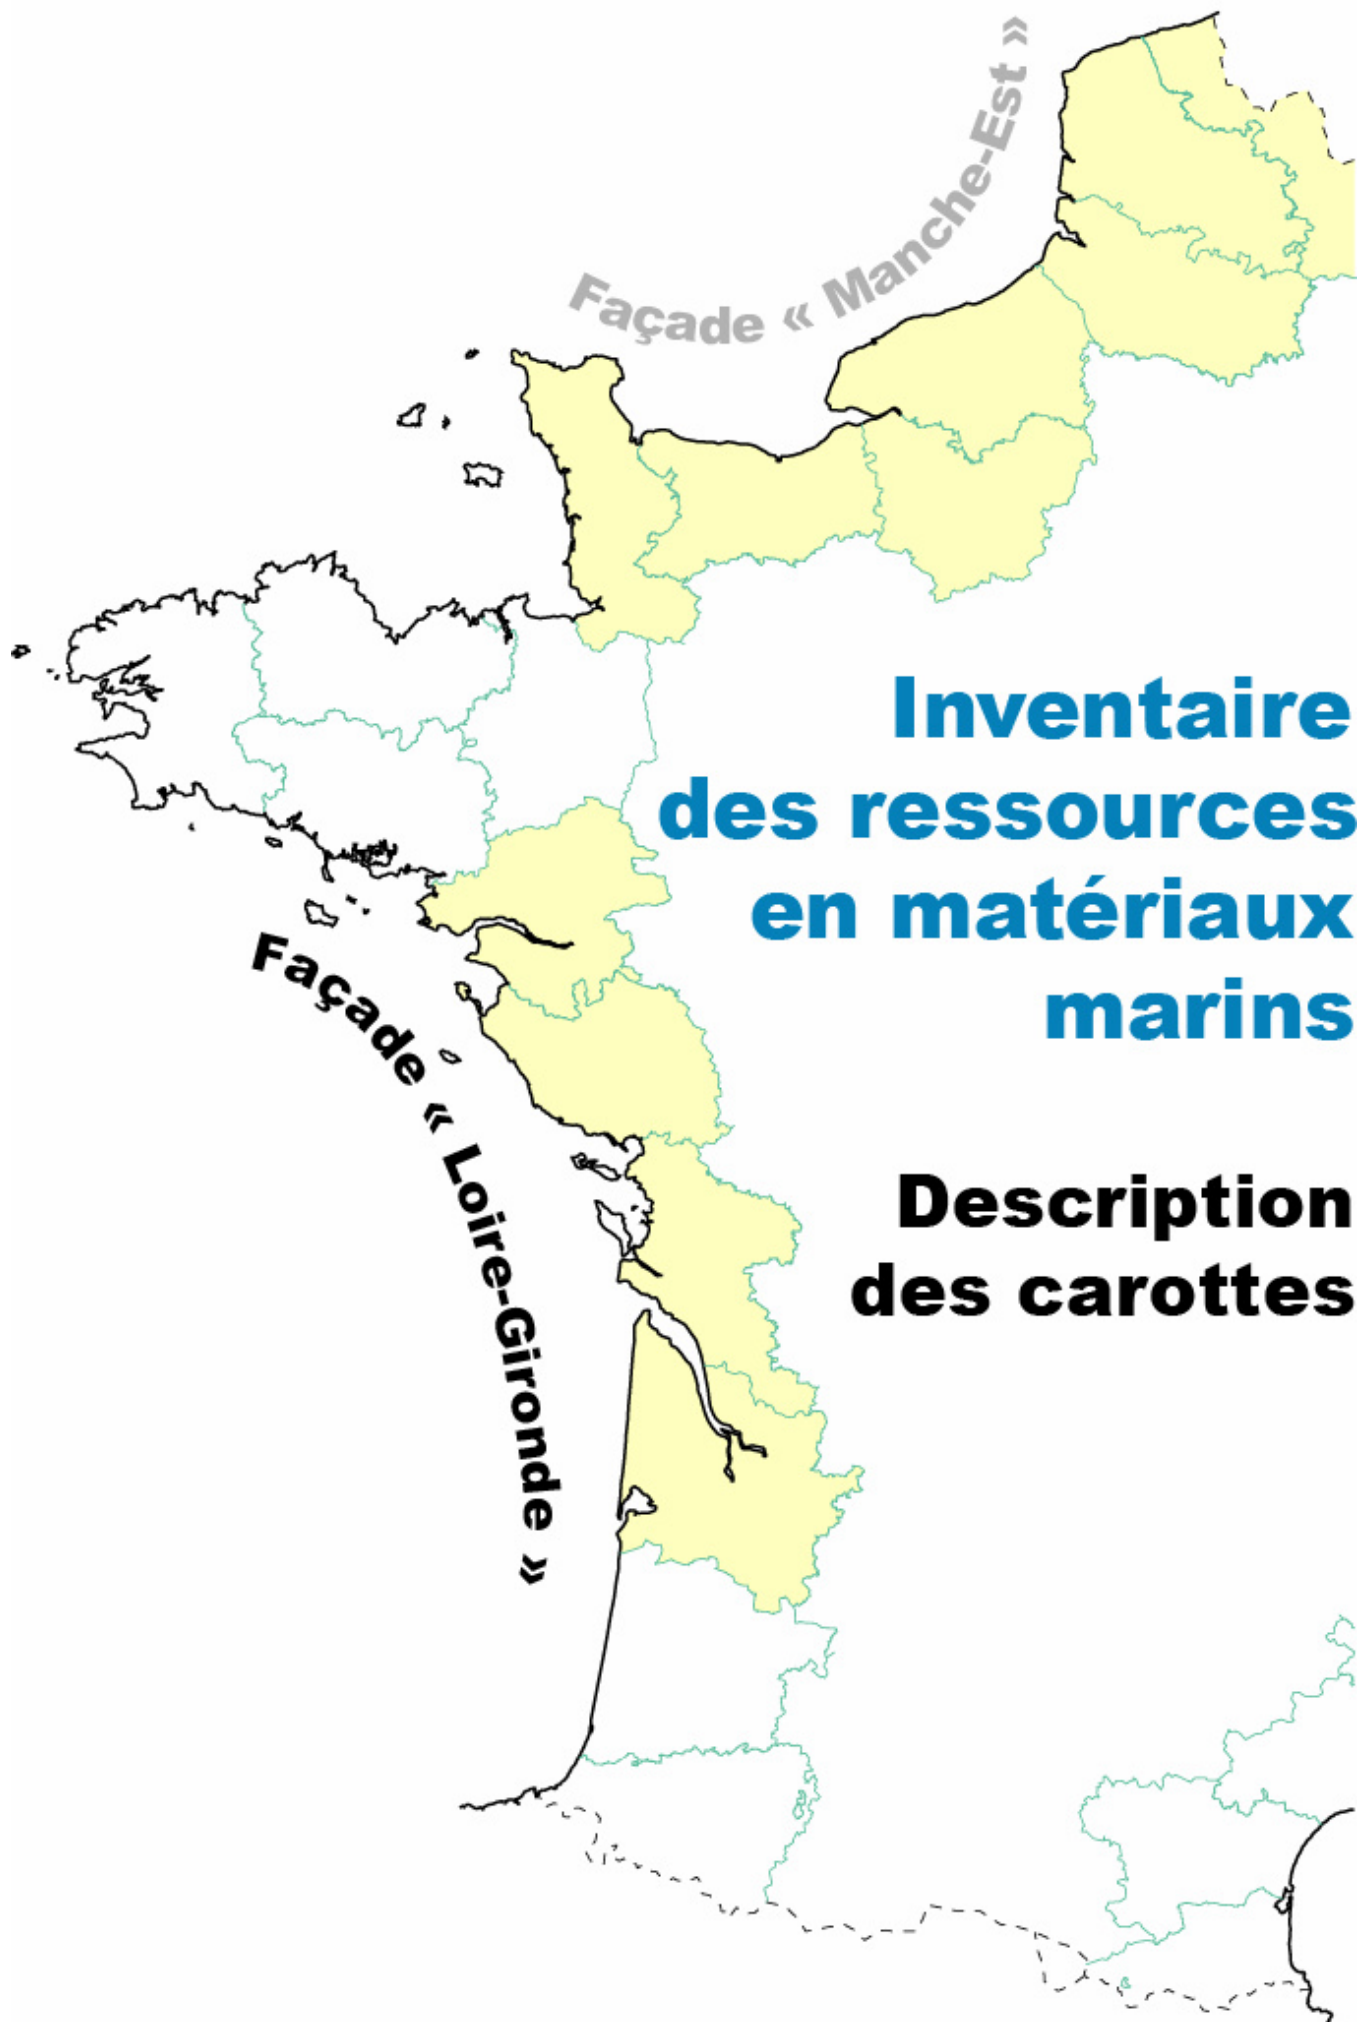 Façade « Manche-Est »
Inventaire
des ressources
en matériaux
marins
Façade « Loire-Gironde »
Description
des carottes